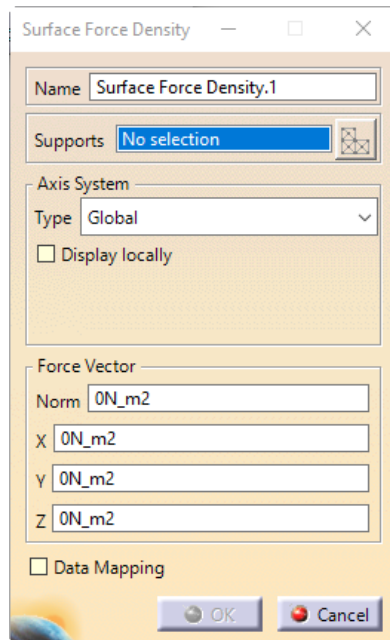 Surface Force Density
Name Surface Force Density.1
Supports No selection
Axis System
Type Global
Display locally
Force Vector
Norm 0N_m2
X 0N_m2
Y 0N_m2
Z 0N_m2
Data Mapping
OK Cancel